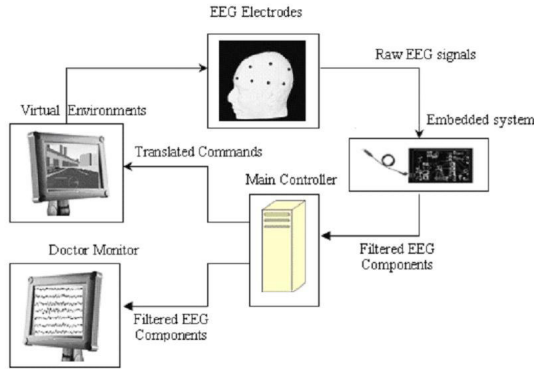 EEG Electrodes
Raw EEG signals
Virtual Environments
Embedded system
Translated Commands
Main Controller
Filtered EEG
Components
Doctor Monitor
Filtered EEG
Components